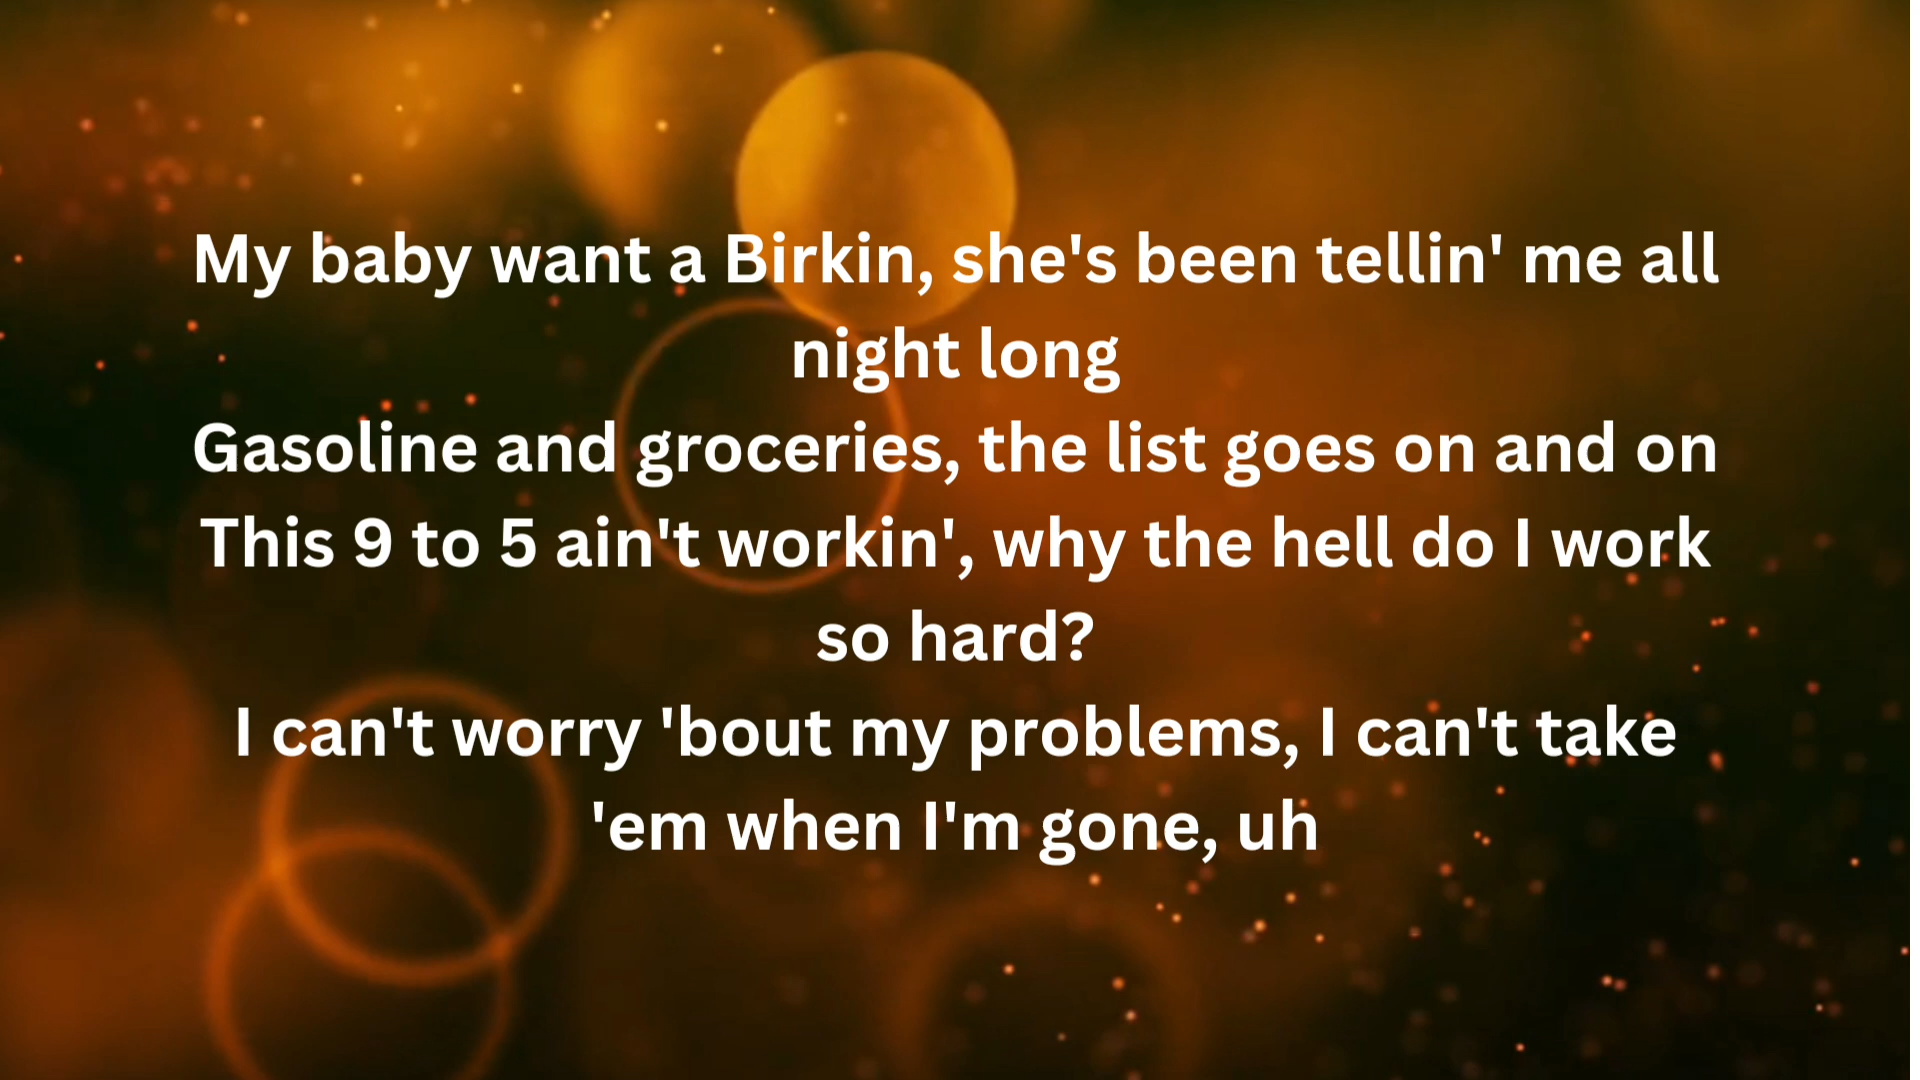 My baby want a Birkin, she's been tellin' me all
night long
Gasoline and groceries, the list goes on and on
This 9 to 5 ain't workin', why the hell do I work
so hard?
I can't worry 'bout my problems, I can't take
'em when I'm gone, uh